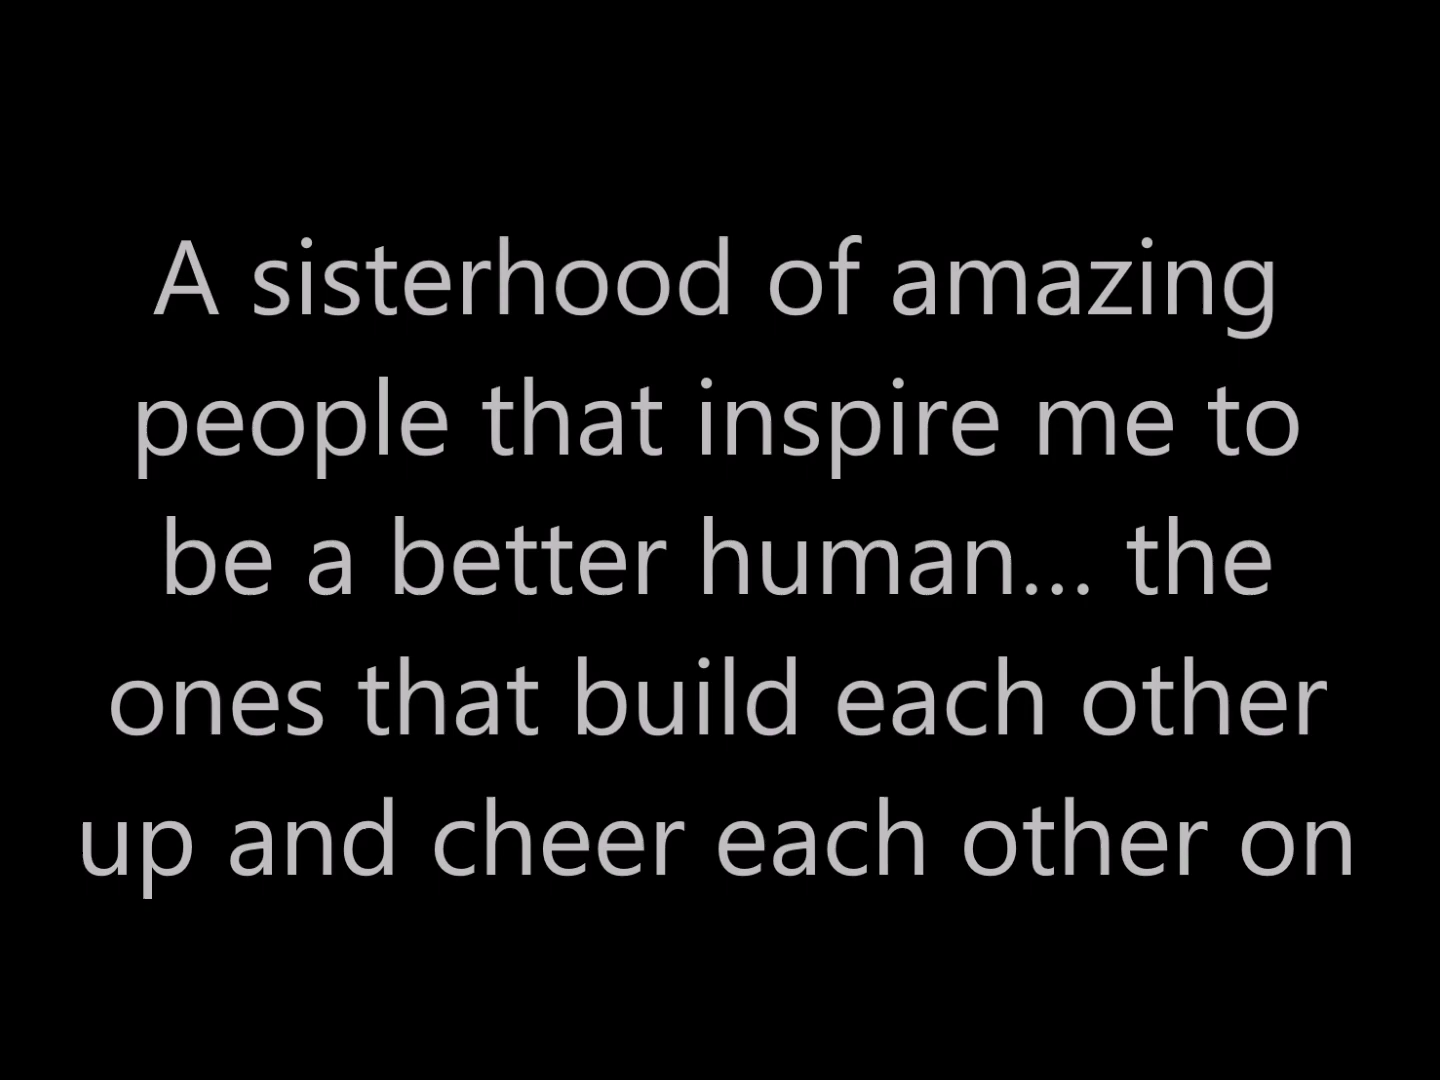 A sisterhood of amazing
people that inspire me to
be a better human... the
ones that build each other
up and cheer each other on